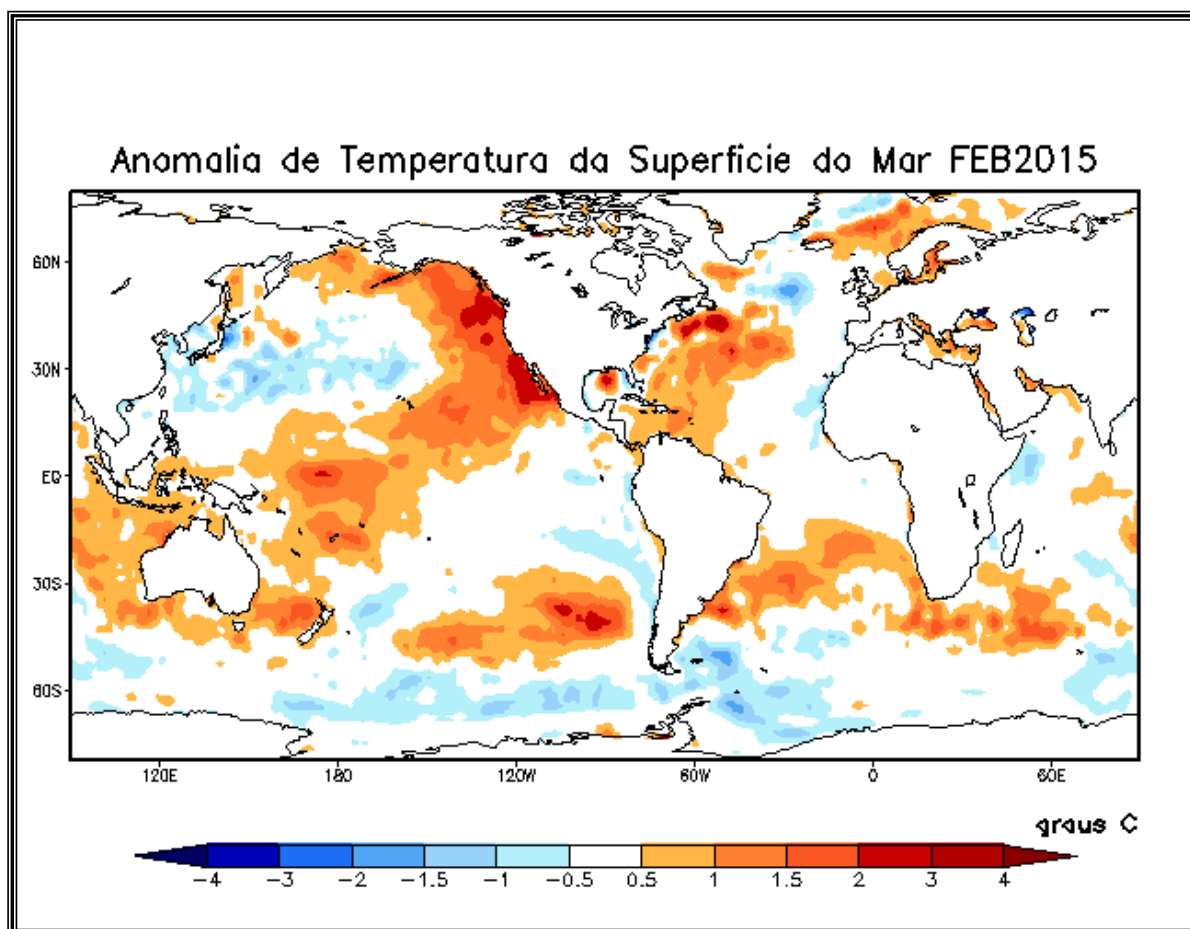 Anomalia de Temperatura da Superficie do Mar FEB2015
60N
30N
EQ
30S
60S
120E 180 120W 60W 0 60E
graus C
-4 -3 -2 -1.5 -1 -0.5 0.5 1 1.5 2 3 4